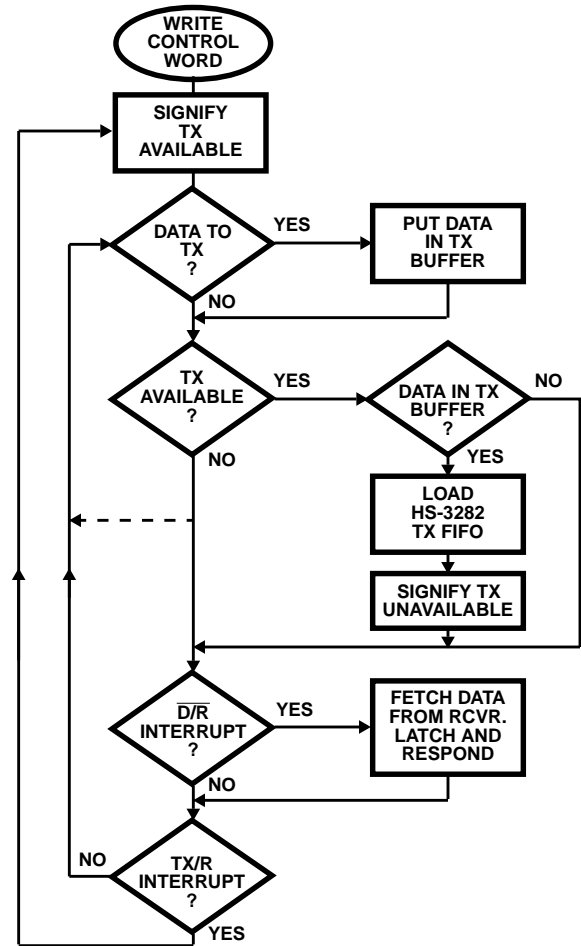 WRITE
CONTROL
WORD
SIGNIFY
TX
AVAILABLE
DATA TO
TX
?
YES
PUT DATA
IN TX
BUFFER
NO
TX
AVAILABLE
?
YES
DATA IN TX
BUFFER
?
NO
YES
NO
LOAD
HS-3282
TX FIFO
SIGNIFY TX
UNAVAILABLE
D/R
INTERRUPT
?
YES
FETCH DATA
FROM RCVR.
LATCH AND
RESPOND
NO
TX/R
INTERRUPT
?
NO
YES